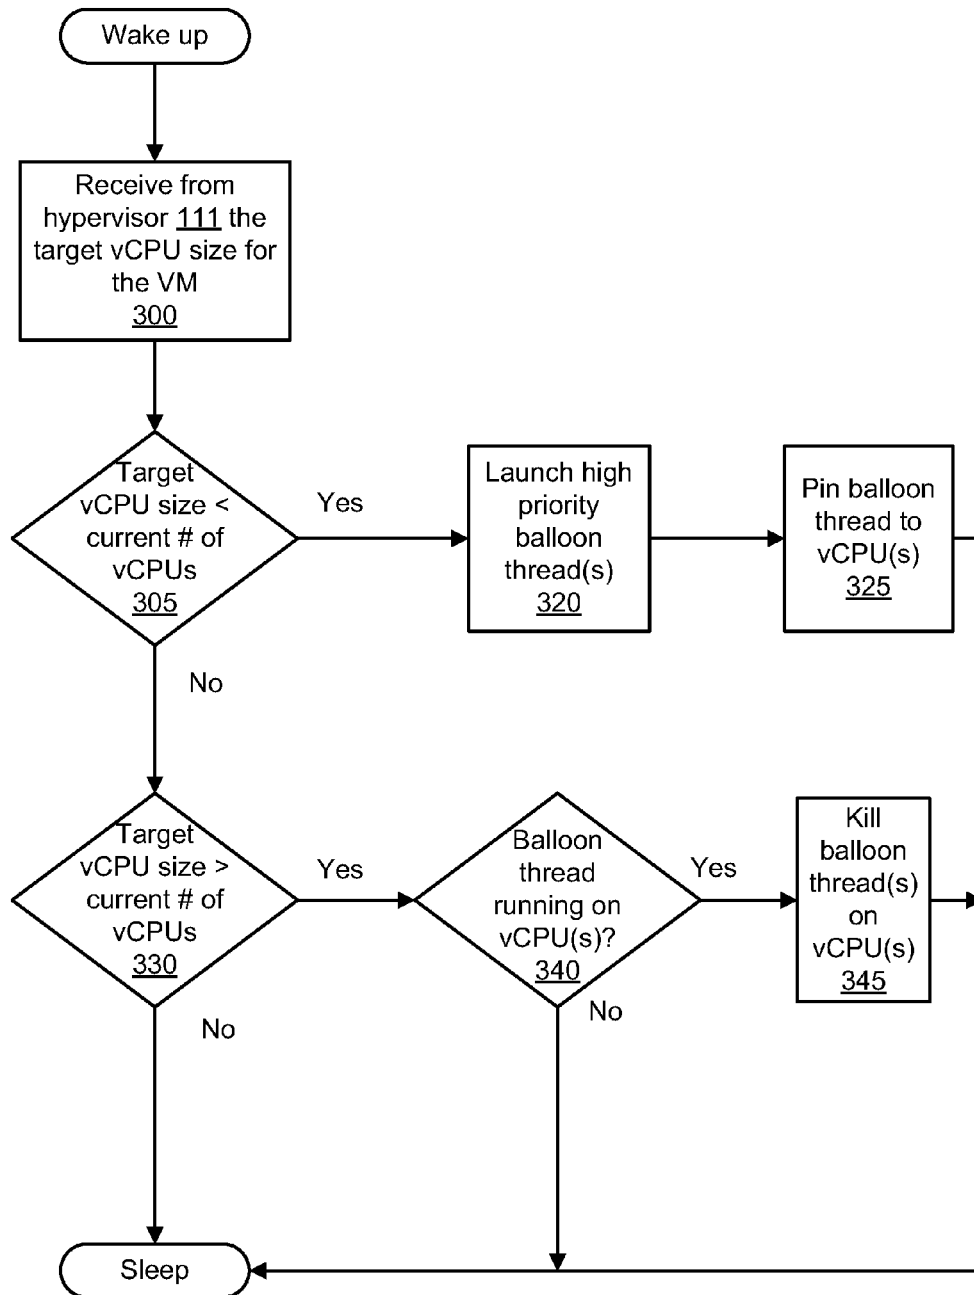 Wake up
Receive from
hypervisor 111 the
target vCPU size for
the VM
300
Target
vCPU size <
current # of
vCPUs
305
Yes
Launch high
priority
balloon
thread(s)
320
Pin balloon
thread to
vCPU(s)
325
No
Target
vCPU size >
current # of
vCPUs
330
Yes
Balloon
thread
running on
vCPU(s)?
340
Yes
Kill
balloon
thread(s)
on
vCPU(s)
345
No
No
Sleep